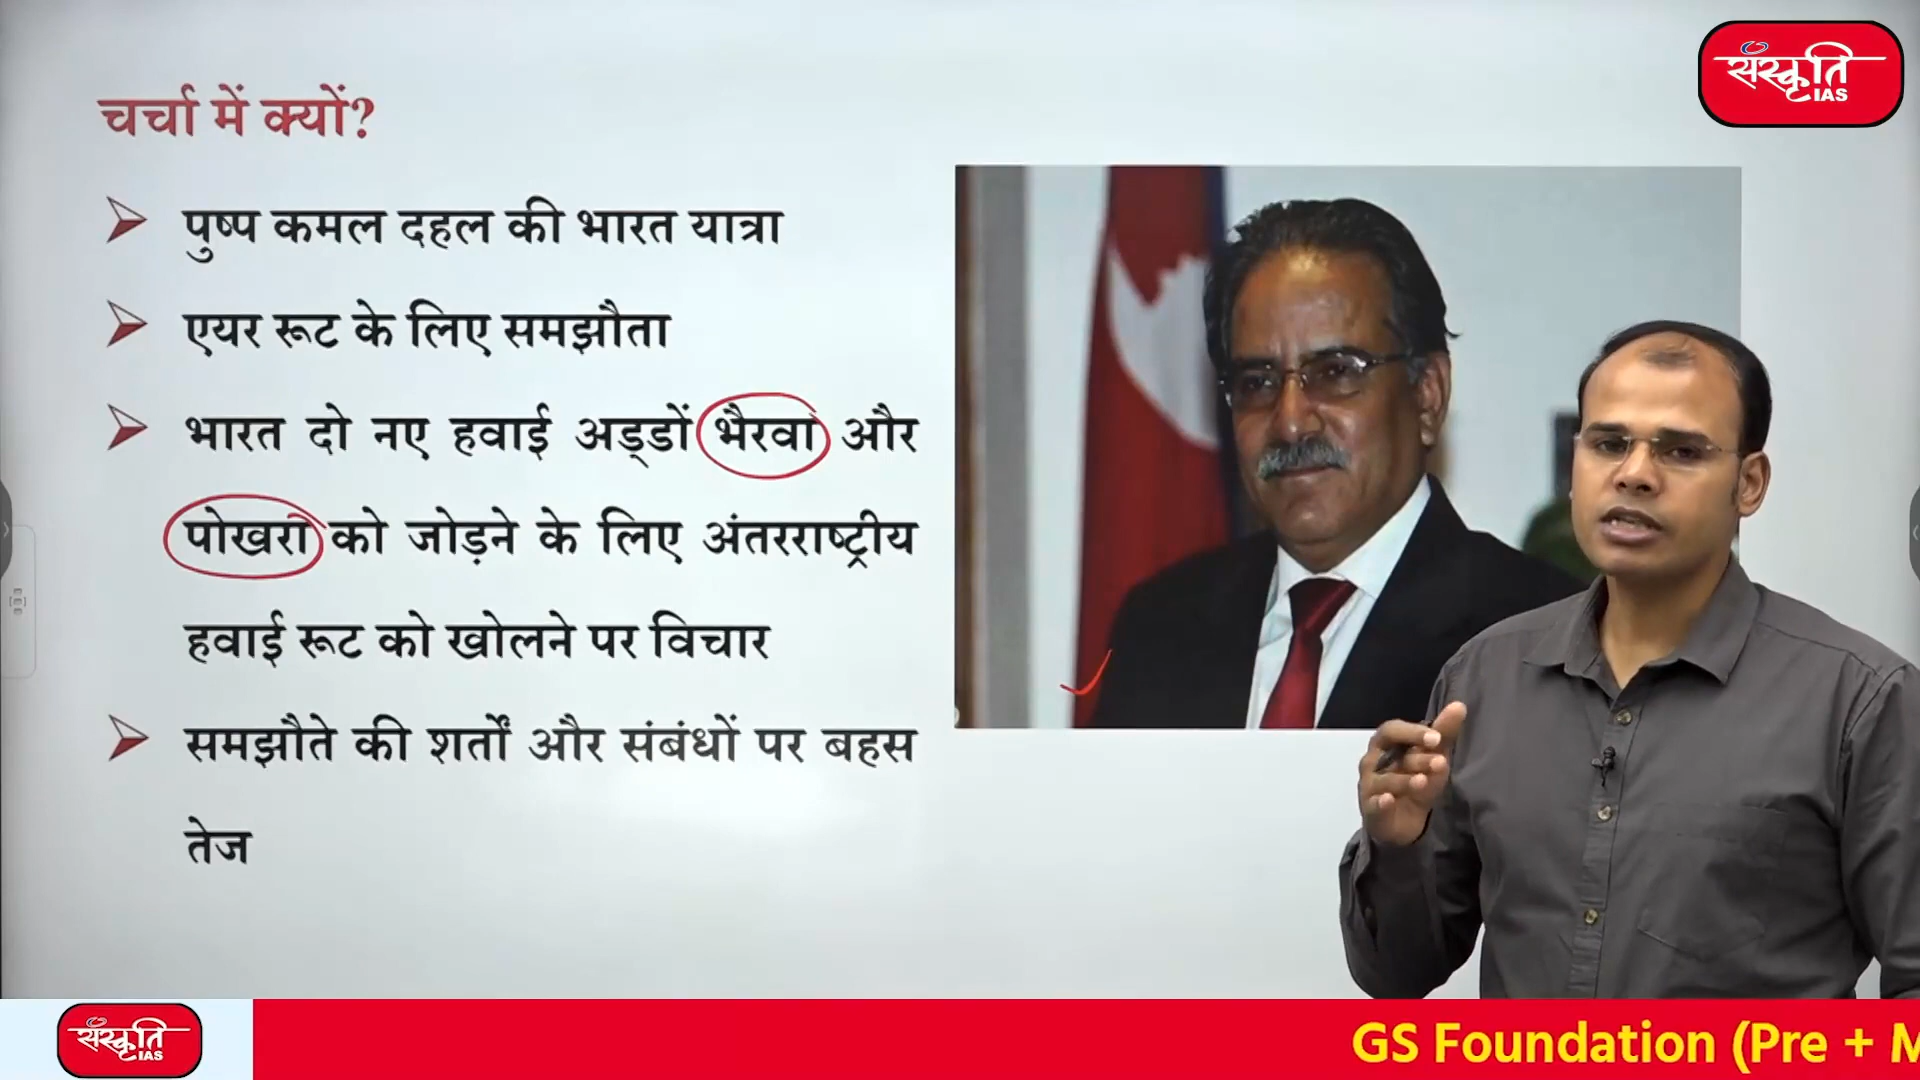 संस्कृति
IAS
चर्चा में क्यों?
पुष्प कमल दहल की भारत यात्रा
एयर रूट के लिए समझौता
भारत दो नए हवाई अड्डों भैरवा और
पोखरा को जोड़ने के लिए अंतरराष्ट्रीय
हवाई रूट को खोलने पर विचार
समझौते की शर्तों और संबंधों पर बहस
तेज
संस्कृति
IAS
GS Foundation (Pre + M